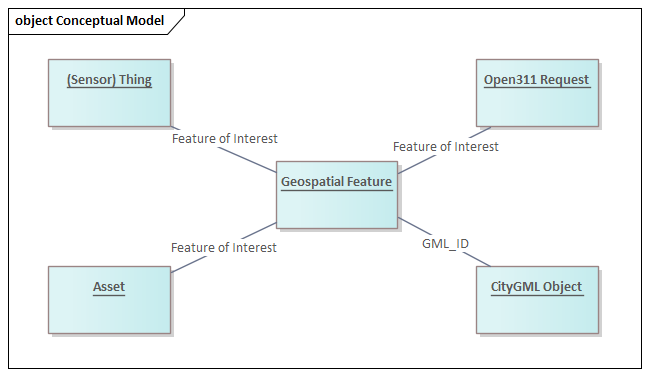 object Conceptual Model
(Sensor) Thing
Open311 Request
Feature of Interest
Feature of Interest
Geospatial Feature
Feature of Interest
GML_ID
Asset
CityGML Object